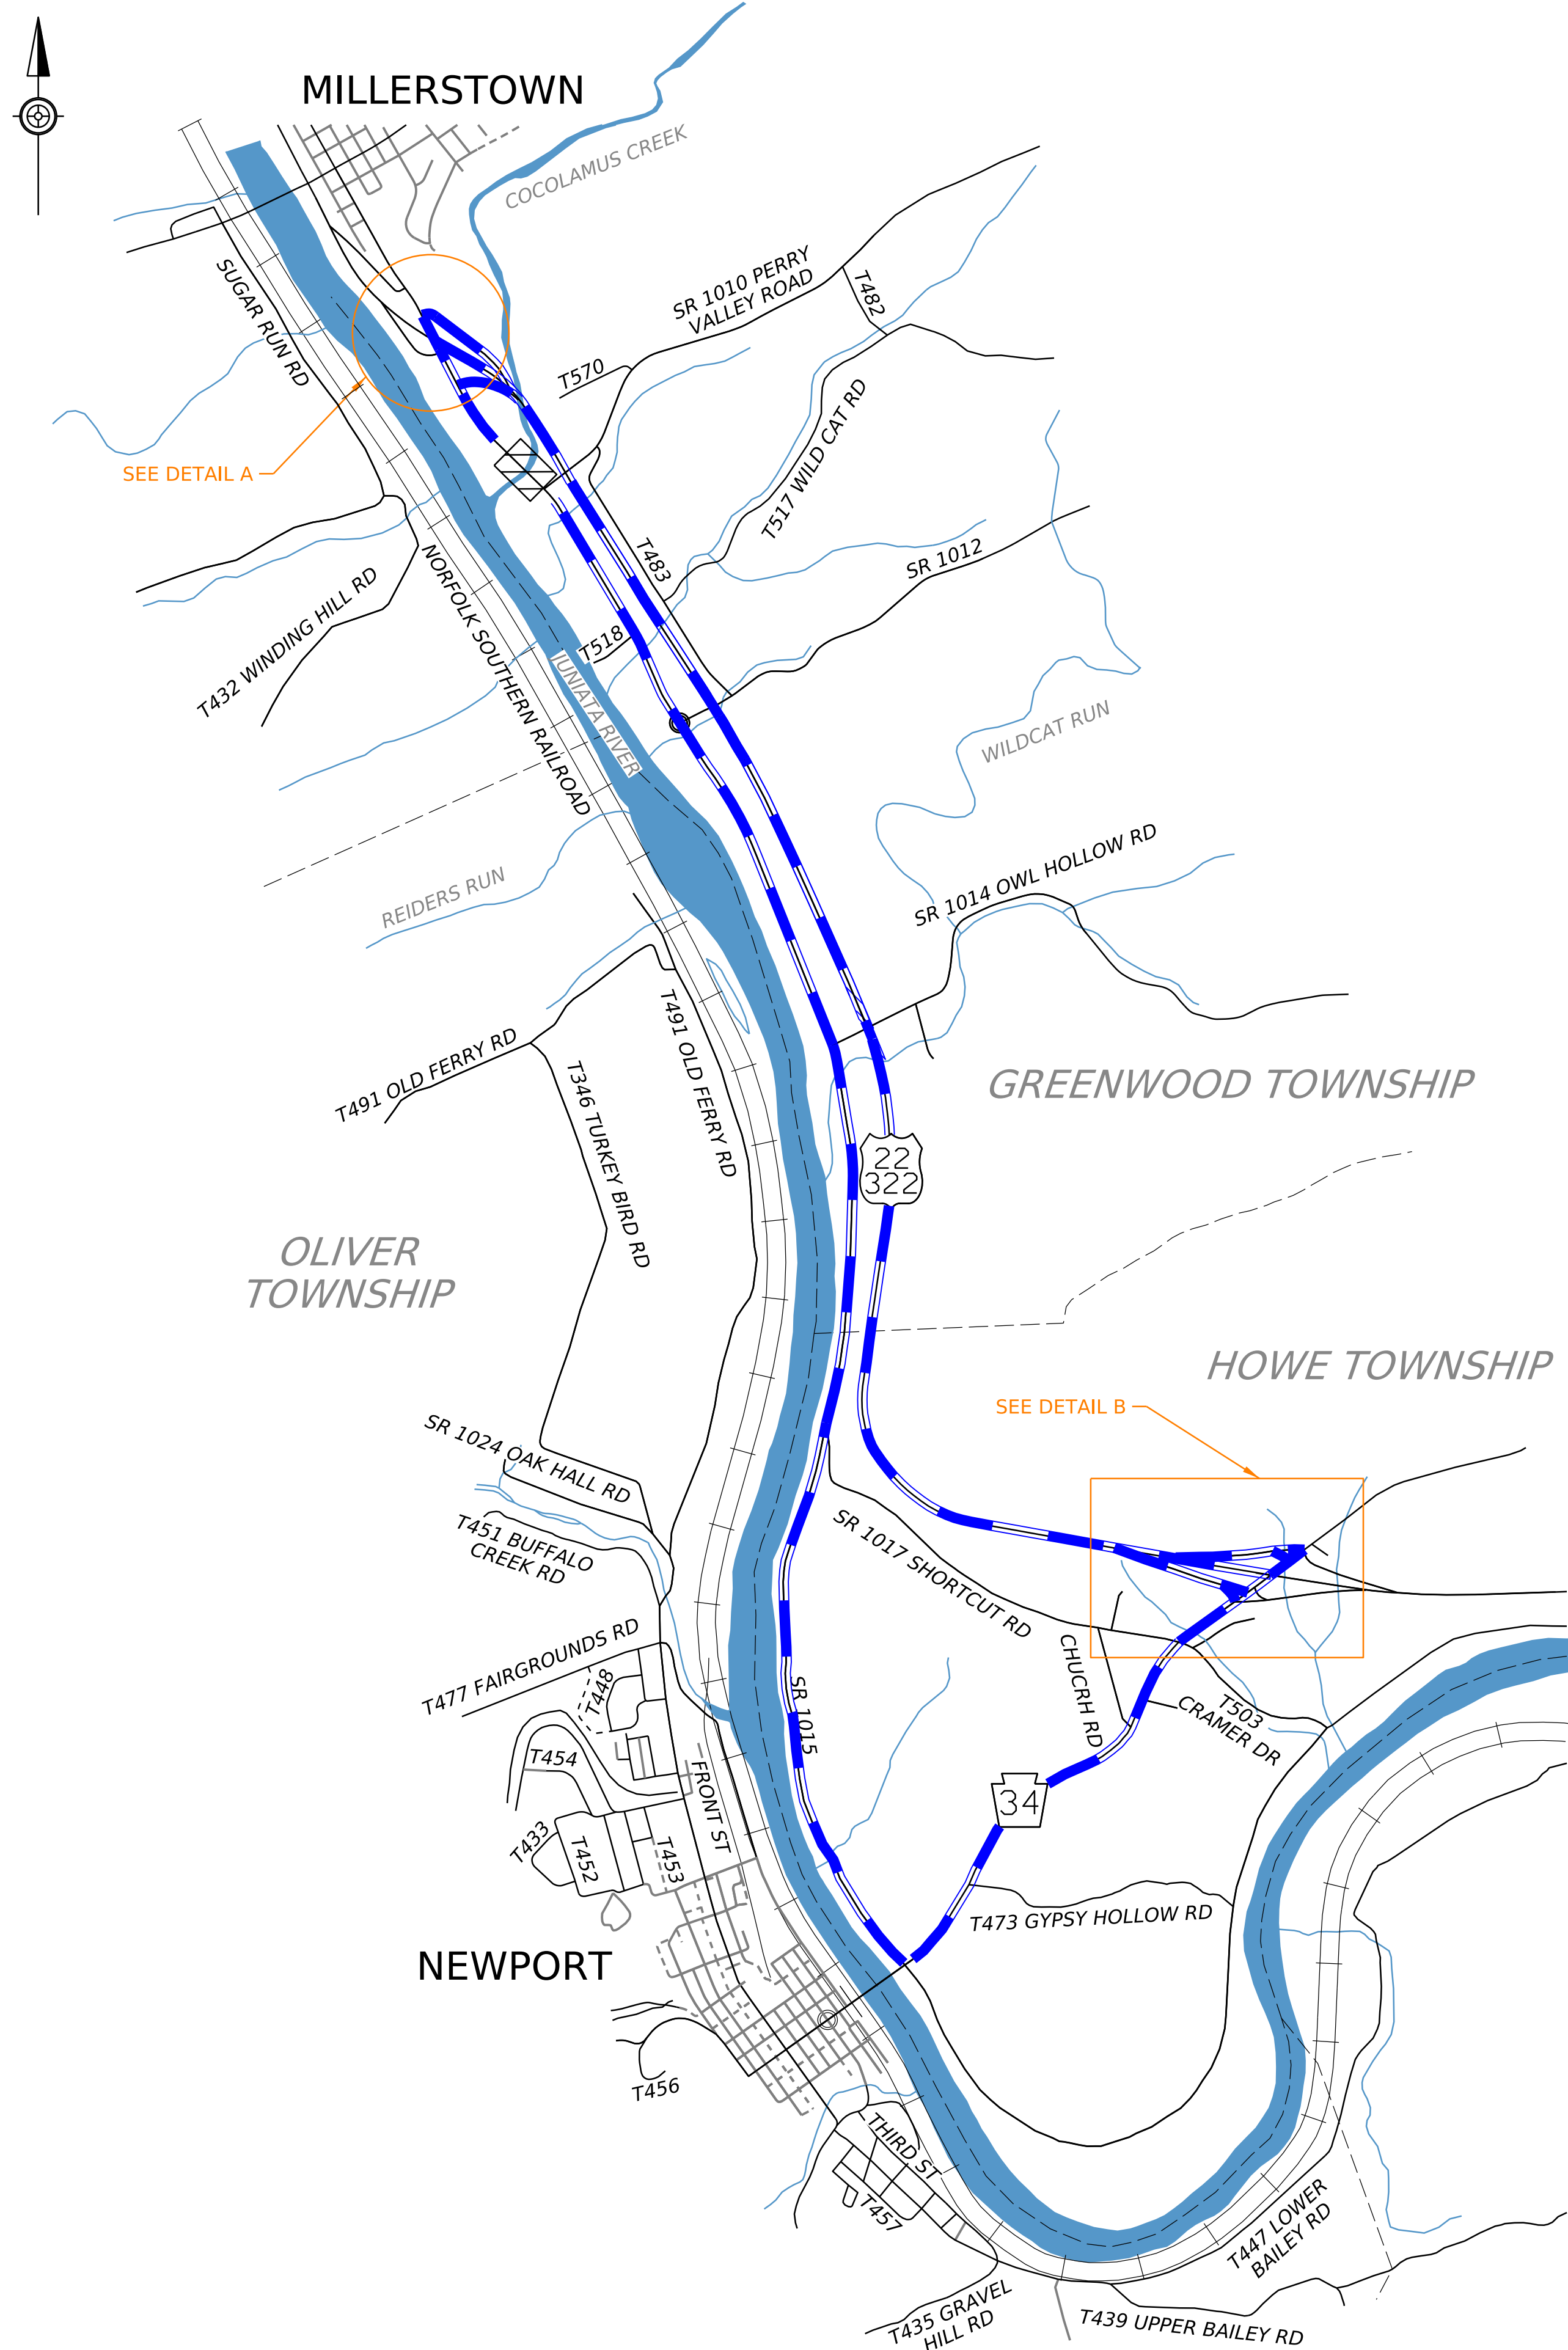 MILLERSTOWN
COCOLAMUS CREEK
SUGAR RUN RD
SR 1010 PERRY
VALLEY ROAD
T482
T570
SEE DETAIL A
T517 WILD CAT RD
T483
SR 1012
T432 WINDING HILL RD
NORFOLK SOUTHERN RAILROAD
T518
JUNIATA RIVER
WILDCAT RUN
REIDERS RUN
SR 1014 OWL HOLLOW RD
T491 OLD FERRY RD
T491 OLD FERRY RD
T346 TURKEY BIRD RD
GREENWOOD TOWNSHIP
22
322
OLIVER
TOWNSHIP
HOWE TOWNSHIP
SEE DETAIL B
SR 1024 OAK HALL RD
T451 BUFFALO
CREEK RD
SR 1017 SHORTCUT RD
T477 FAIRGROUNDS RD
T448
CHUCRH RD
T503
CRAMER DR
SR 1015
T454
FRONT ST
34
T433
T452
T453
T473 GYPSY HOLLOW RD
NEWPORT
T456
THIRD ST
T457
T447 LOWER
BAILEY RD
T435 GRAVEL
HILL RD
T439 UPPER BAILEY RD